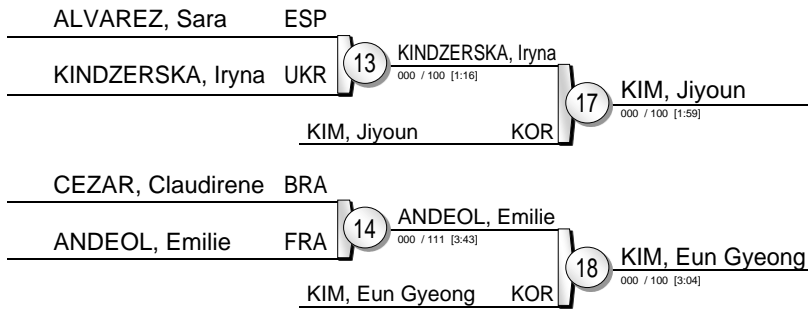 ALVAREZ, Sara ESP
KINDZERSKA, Iryna UKR
13
KINDZERSKA, Iryna
000 / 100 [1:16]
KIM, Jiyoun KOR
17
KIM, Jiyoun
000 / 100 [1:59]
CEZAR, Claudirene BRA
ANDEOL, Emilie FRA
14
ANDEOL, Emilie
000 / 111 [3:43]
KIM, Eun Gyeong KOR
18
KIM, Eun Gyeong
000 / 100 [3:04]